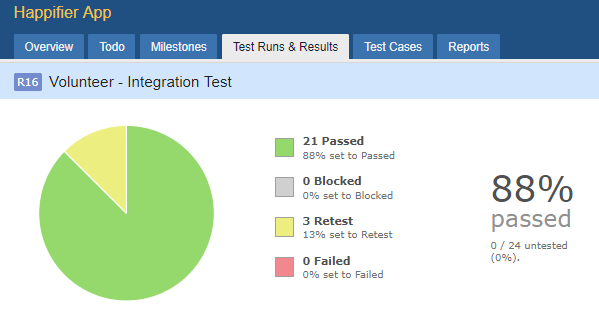 Happifier App
Overview Todo Milestones Test Runs & Results Test Cases Reports
R16 Volunteer - Integration Test
21 Passed
88% set to Passed
0 Blocked
0% set to Blocked
3 Retest
13% set to Retest
0 Failed
0% set to Failed
88%
passed
0 / 24 untested
(0%).